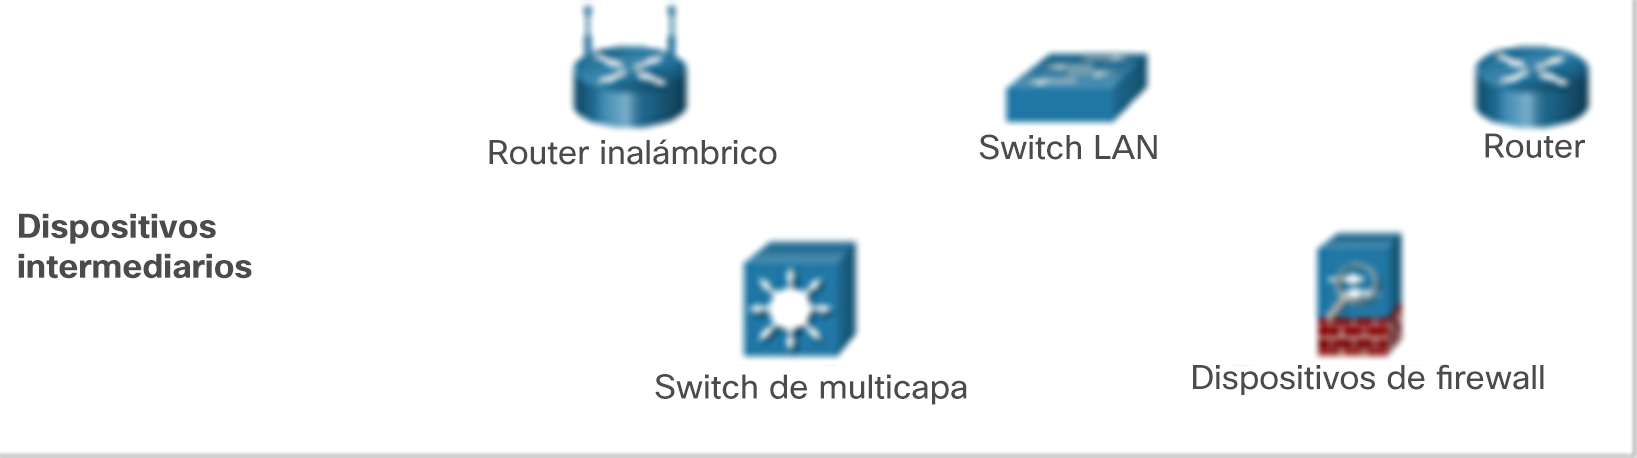 Router inalámbrico
Switch LAN
Router
Dispositivos
intermediarios
Switch de multicapa
Dispositivos de firewall